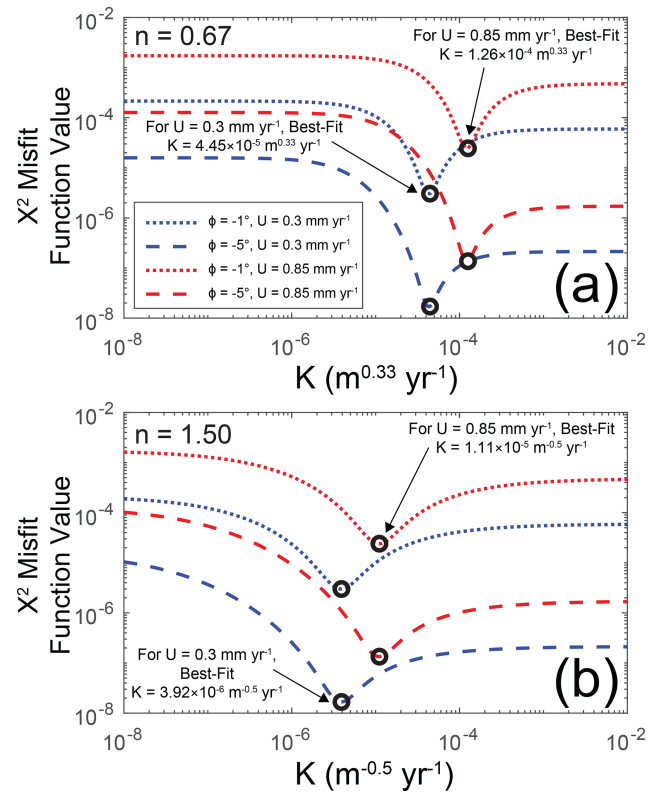 n = 0.67
For U = 0.85 mm yr⁻¹, Best-Fit
K = 1.26×10⁻⁴ m⁰·³³ yr⁻¹
For U = 0.3 mm yr⁻¹, Best-Fit
K = 4.45×10⁻⁵ m⁰·³³ yr⁻¹
10⁻²
10⁻⁴
10⁻⁶
10⁻⁸
X² Misfit
Function Value
ϕ = -1°, U = 0.3 mm yr⁻¹
ϕ = -5°, U = 0.3 mm yr⁻¹
ϕ = -1°, U = 0.85 mm yr⁻¹
ϕ = -5°, U = 0.85 mm yr⁻¹
(a)
10⁻⁸ 10⁻⁶ 10⁻⁴ 10⁻²
K (m⁰·³³ yr⁻¹)
n = 1.50
For U = 0.85 mm yr⁻¹, Best-Fit
K = 1.11×10⁻⁵ m⁻⁰·⁵ yr⁻¹
10⁻²
10⁻⁴
10⁻⁶
10⁻⁸
X² Misfit
Function Value
For U = 0.3 mm yr⁻¹,
Best-Fit
K = 3.92×10⁻⁶ m⁻⁰·⁵ yr⁻¹
(b)
10⁻⁸ 10⁻⁶ 10⁻⁴ 10⁻²
K (m⁻⁰·⁵ yr⁻¹)